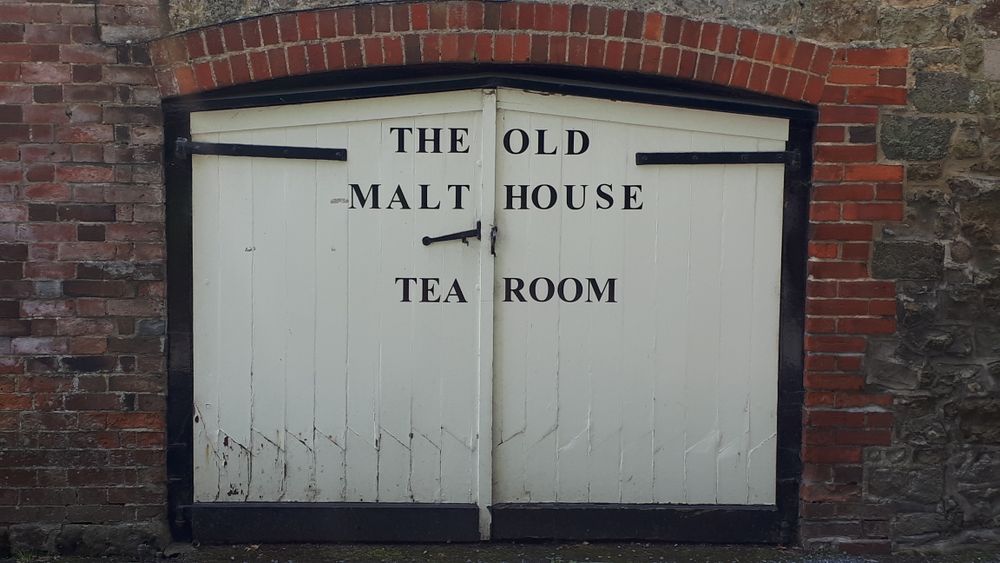 THE OLD
MALT HOUSE
TEA ROOM